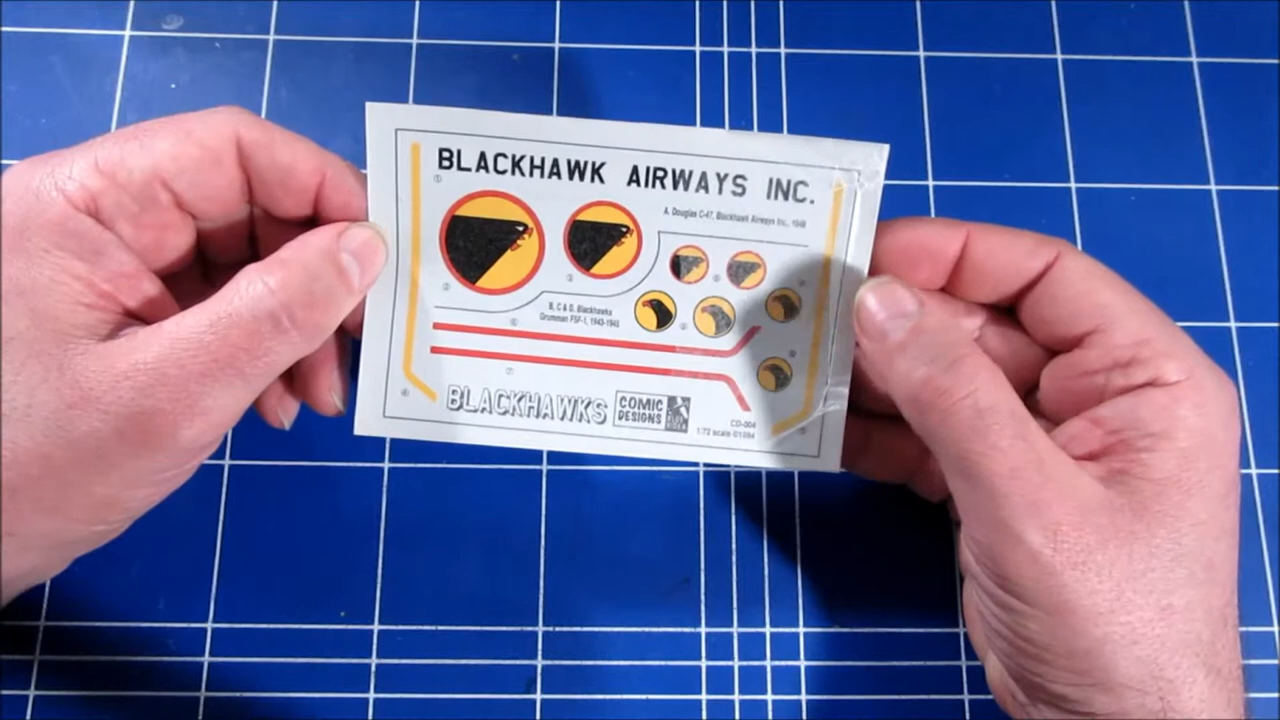 BLACKHAWK AIRWAYS INC.
A. Douglas C-47, Blackhawk Airways Inc., 1948
B, C & D. Blackhawks
Grumman F5F-1, 1943-1945
BLACKHAWKS
COMIC
DESIGNS
CD-004
1:72 scale ©1994